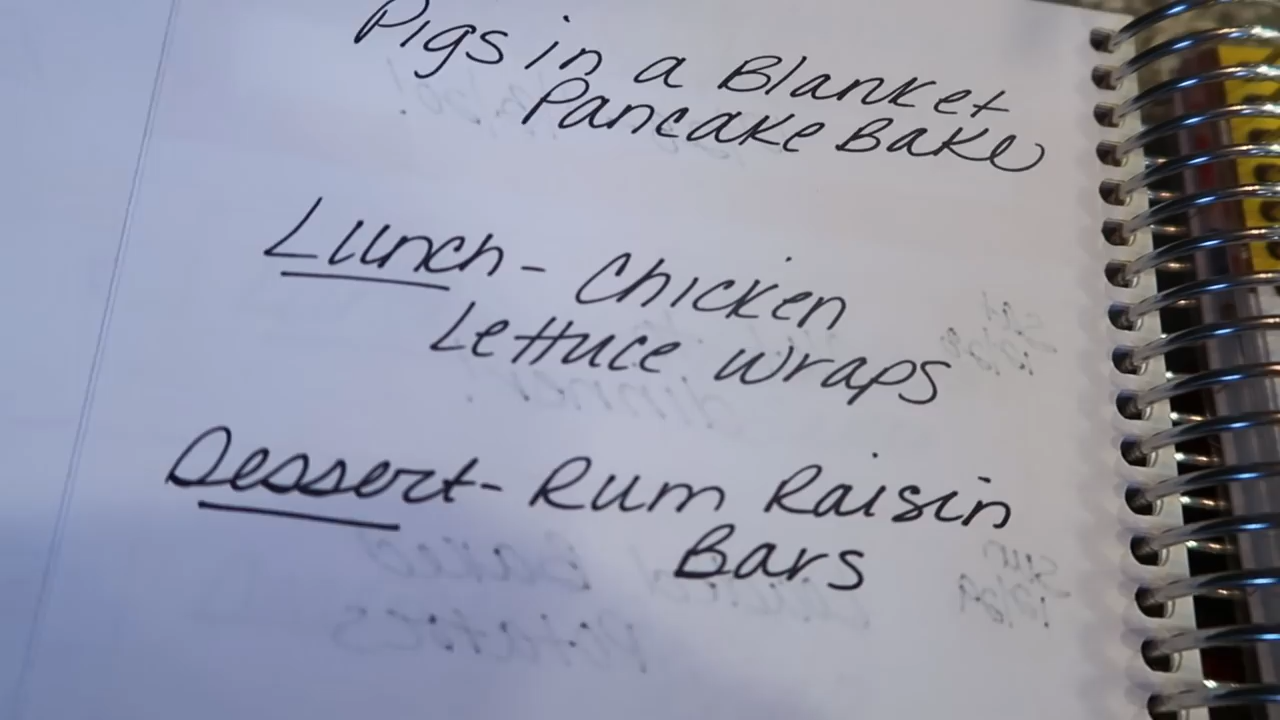 Pigs in a Blanket
Pancake Bake
Lunch - Chicken
Lettuce wraps
Dessert - Rum Raisin
Bars